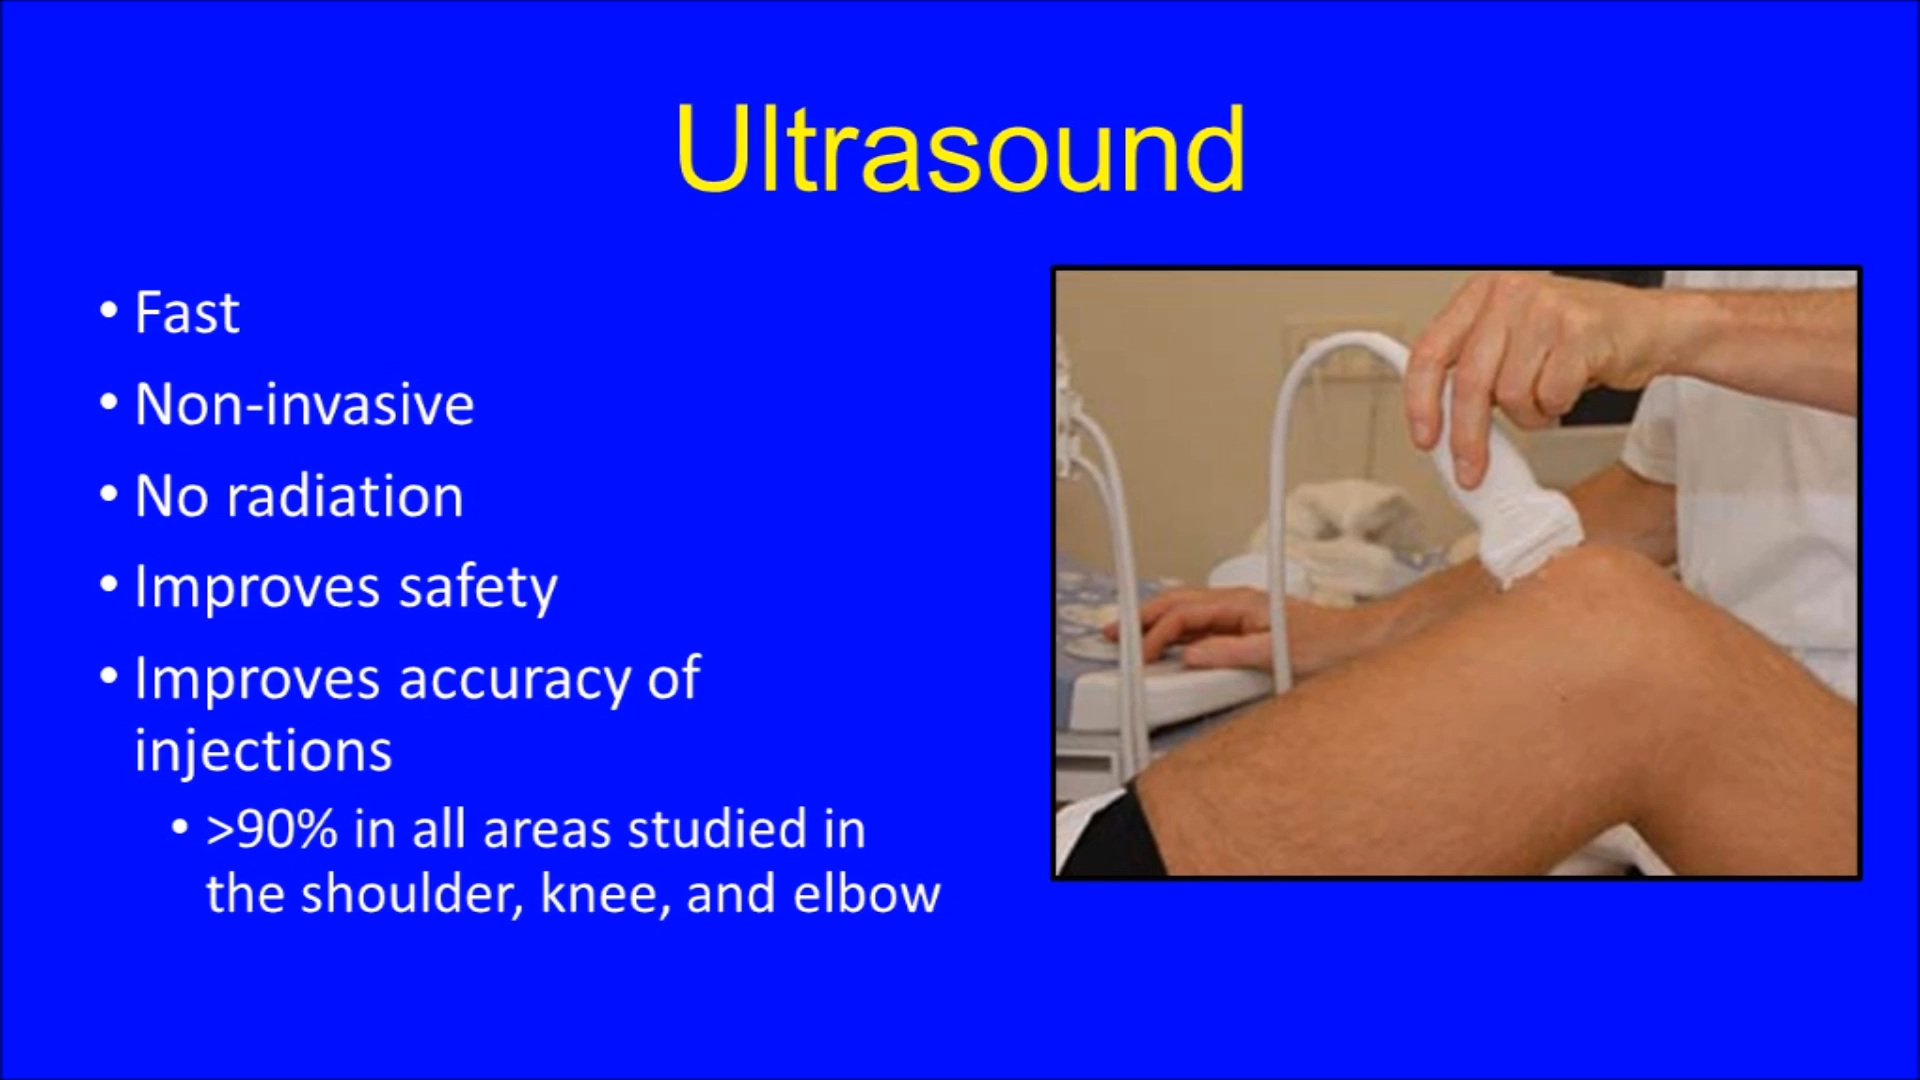 Ultrasound
• Fast
• Non-invasive
• No radiation
• Improves safety
• Improves accuracy of
injections
• >90% in all areas studied in
the shoulder, knee, and elbow